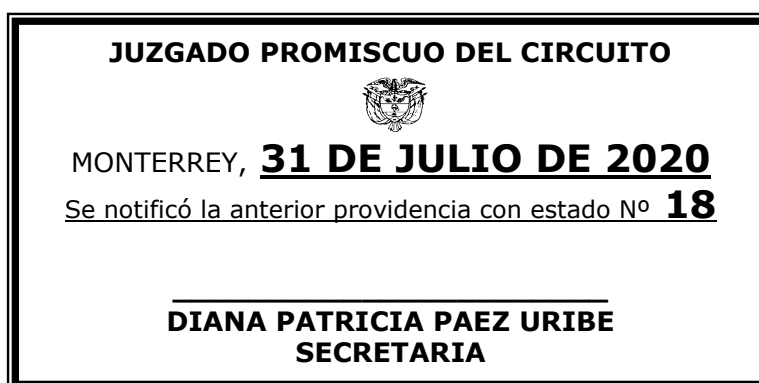 JUZGADO PROMISCUO DEL CIRCUITO
MONTERREY, 31 DE JULIO DE 2020
Se notificó la anterior providencia con estado Nº 18
DIANA PATRICIA PAEZ URIBE
SECRETARIA